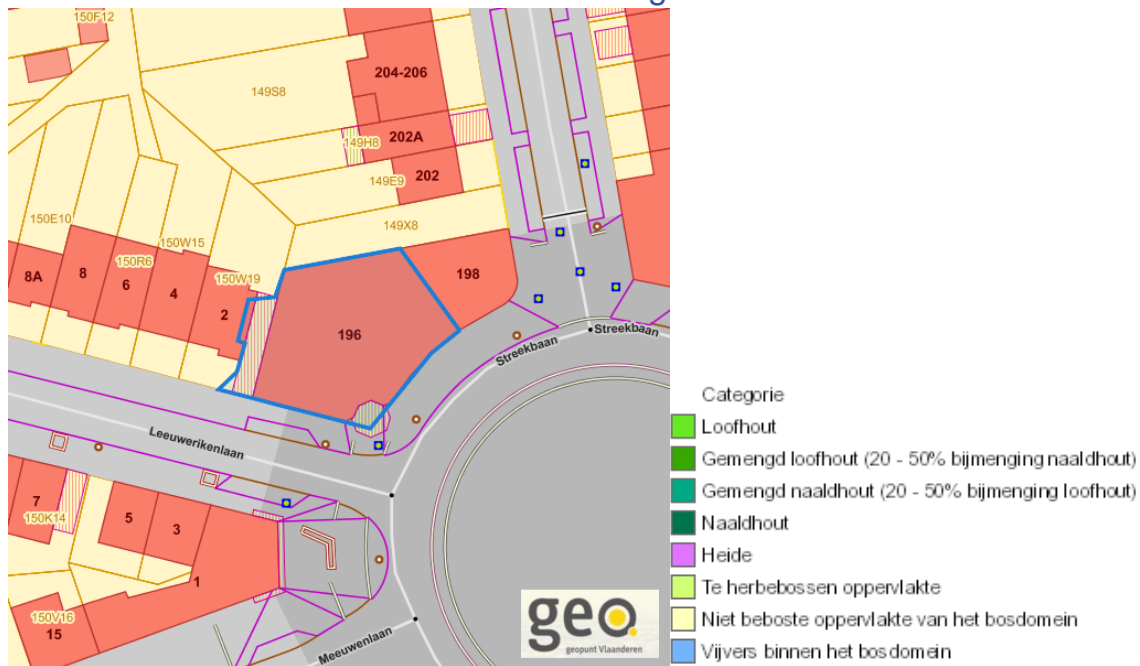 150F12
204-206
149S8
149H8
202A
202
149E9
149X8
150E10
150W15
150R6
150W19
8A
8
6
4
2
198
196
Streekbaan
Streekbaan
Leeuwerikenlaan
7
150K14
5
3
1
150V16
15
Meeuwenlaan
geo.
geopunt Vlaanderen
Categorie
Loofhout
Gemengd loofhout (20 - 50% bijmenging naaldhout)
Gemengd naaldhout (20 - 50% bijmenging loofhout)
Naaldhout
Heide
Te herbebossen oppervlakte
Niet beboste oppervlakte van het bosdomein
Vijvers binnen het bosdomein